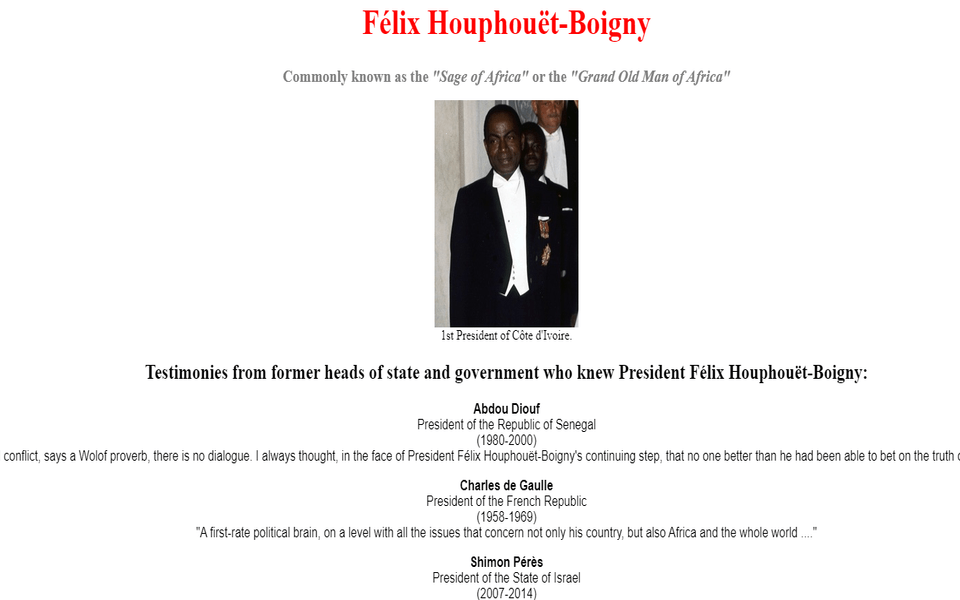 Félix Houphouët-Boigny
Commonly known as the "Sage of Africa" or the "Grand Old Man of Africa"
1st President of Côte d'Ivoire.
Testimonies from former heads of state and government who knew President Félix Houphouët-Boigny:
Abdou Diouf
President of the Republic of Senegal
(1980-2000)
conflict, says a Wolof proverb, there is no dialogue. I always thought, in the face of President Félix Houphouët-Boigny's continuing step, that no one better than he had been able to bet on the truth
Charles de Gaulle
President of the French Republic
(1958-1969)
"A first-rate political brain, on a level with all the issues that concern not only his country, but also Africa and the whole world ...."
Shimon Pérès
President of the State of Israel
(2007-2014)